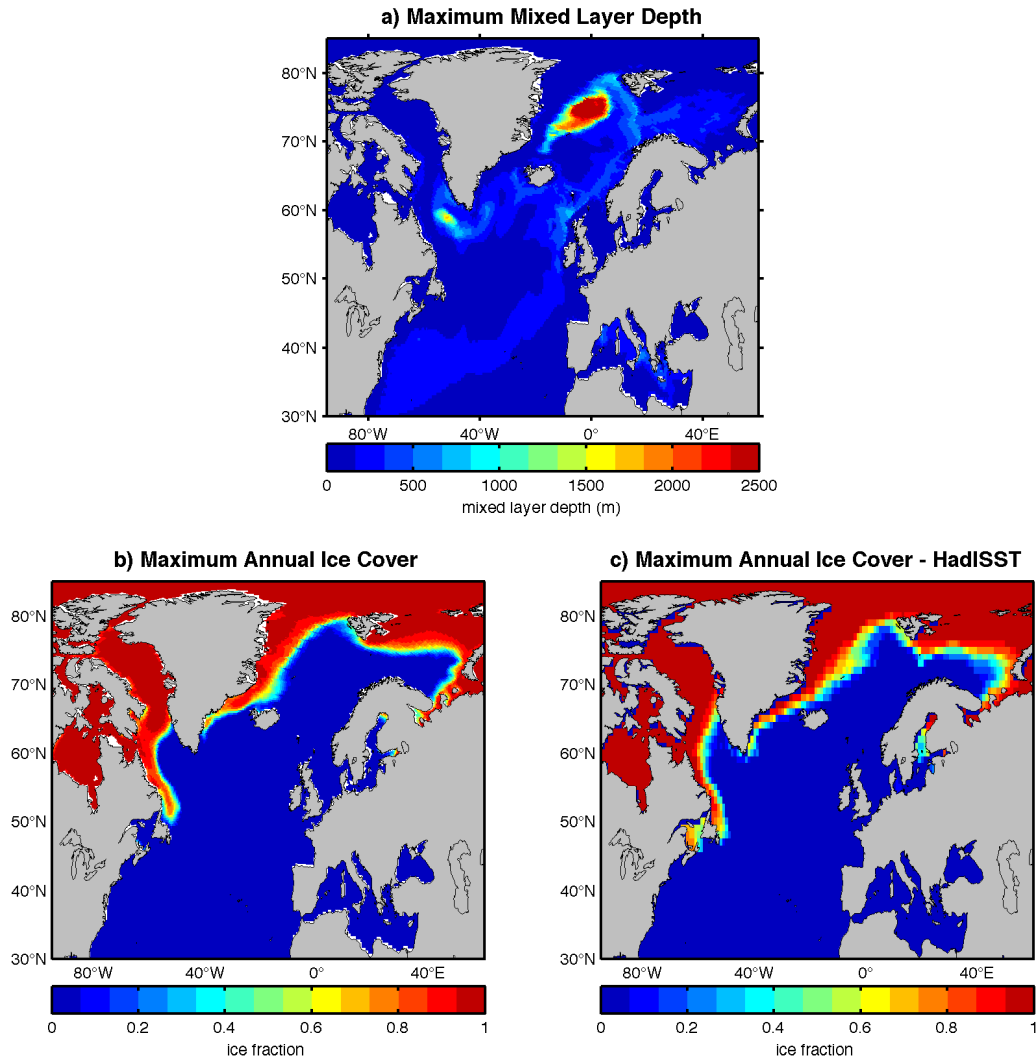 a) Maximum Mixed Layer Depth
80°N
70°N
60°N
50°N
40°N
30°N
80°W 40°W 0° 40°E
0 500 1000 1500 2000 2500
mixed layer depth (m)
b) Maximum Annual Ice Cover
80°N
70°N
60°N
50°N
40°N
30°N
80°W 40°W 0° 40°E
0 0.2 0.4 0.6 0.8 1
ice fraction
c) Maximum Annual Ice Cover - HadISST
80°N
70°N
60°N
50°N
40°N
30°N
80°W 40°W 0° 40°E
0 0.2 0.4 0.6 0.8 1
ice fraction